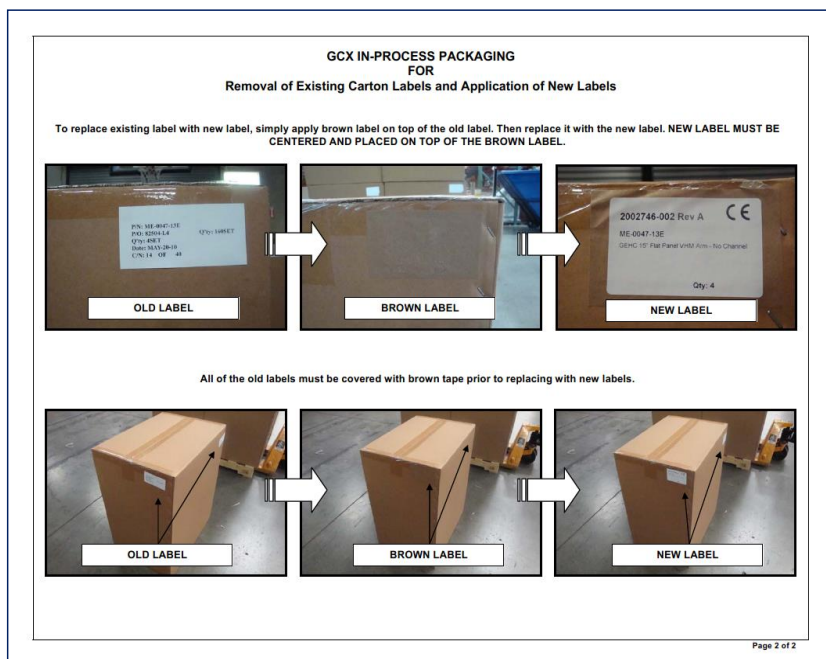 GCX IN-PROCESS PACKAGING
FOR
Removal of Existing Carton Labels and Application of New Labels
To replace existing label with new label, simply apply brown label on top of the old label. Then replace it with the new label. NEW LABEL MUST BE
CENTERED AND PLACED ON TOP OF THE BROWN LABEL.
P/N: ME-0047-13E
P/O: 82504-L4
Q'ty: 160SET
Q'ty: 4SET
Date: MAY-20-10
C/N: 14 Of 40
2002746-002 Rev A
CE
ME-0047-13E
GEHC 15" Flat Panel VHM Arm - No Channel
Qty: 4
OLD LABEL
BROWN LABEL
NEW LABEL
All of the old labels must be covered with brown tape prior to replacing with new labels.
OLD LABEL
BROWN LABEL
NEW LABEL
Page 2 of 2